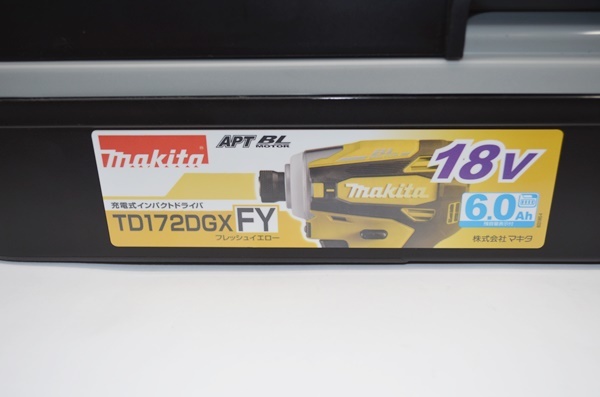 makita
APT BL
MOTOR
充電式インパクトドライバ
TD172DGX FY
フレッシュイエロー
makita
18V
6.0Ah
株式会社マキタ